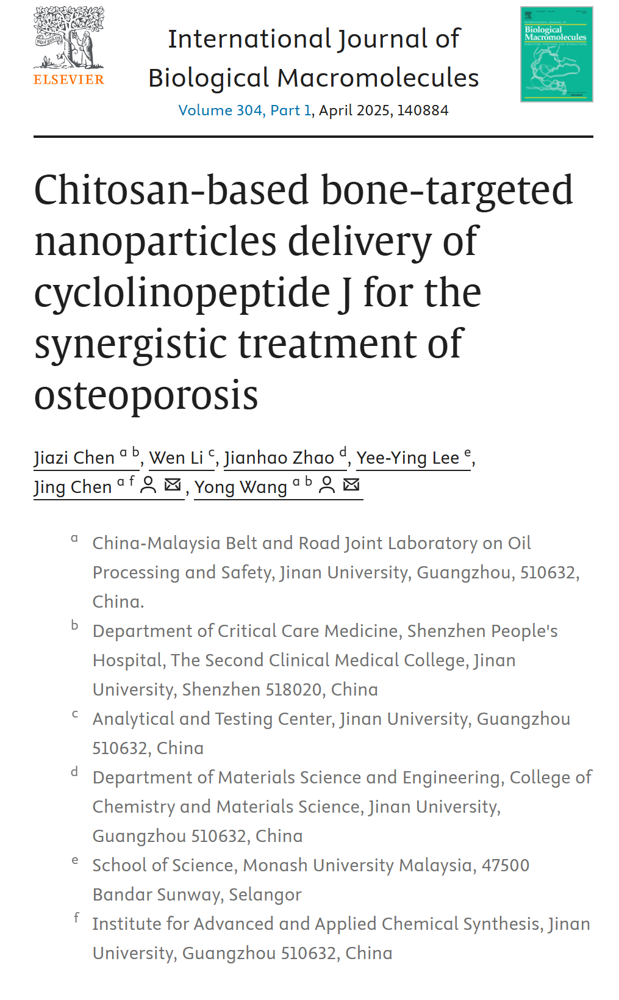 NON SOLUS
ELSEVIER
International Journal of
Biological Macromolecules
Volume 304, Part 1, April 2025, 140884
Biological
Macromolecules
STRUCTURE, FUNCTION AND INTERACTIONS
Chitosan-based bone-targeted
nanoparticles delivery of
cyclolinopeptide J for the
synergistic treatment of
osteoporosis
Jiazi Chen a b, Wen Li c, Jianhao Zhao d, Yee-Ying Lee e,
Jing Chen a f, Yong Wang a b
a China-Malaysia Belt and Road Joint Laboratory on Oil
Processing and Safety, Jinan University, Guangzhou, 510632,
China.
b Department of Critical Care Medicine, Shenzhen People's
Hospital, The Second Clinical Medical College, Jinan
University, Shenzhen 518020, China
c Analytical and Testing Center, Jinan University, Guangzhou
510632, China
d Department of Materials Science and Engineering, College of
Chemistry and Materials Science, Jinan University,
Guangzhou 510632, China
e School of Science, Monash University Malaysia, 47500
Bandar Sunway, Selangor
f Institute for Advanced and Applied Chemical Synthesis, Jinan
University, Guangzhou 510632, China